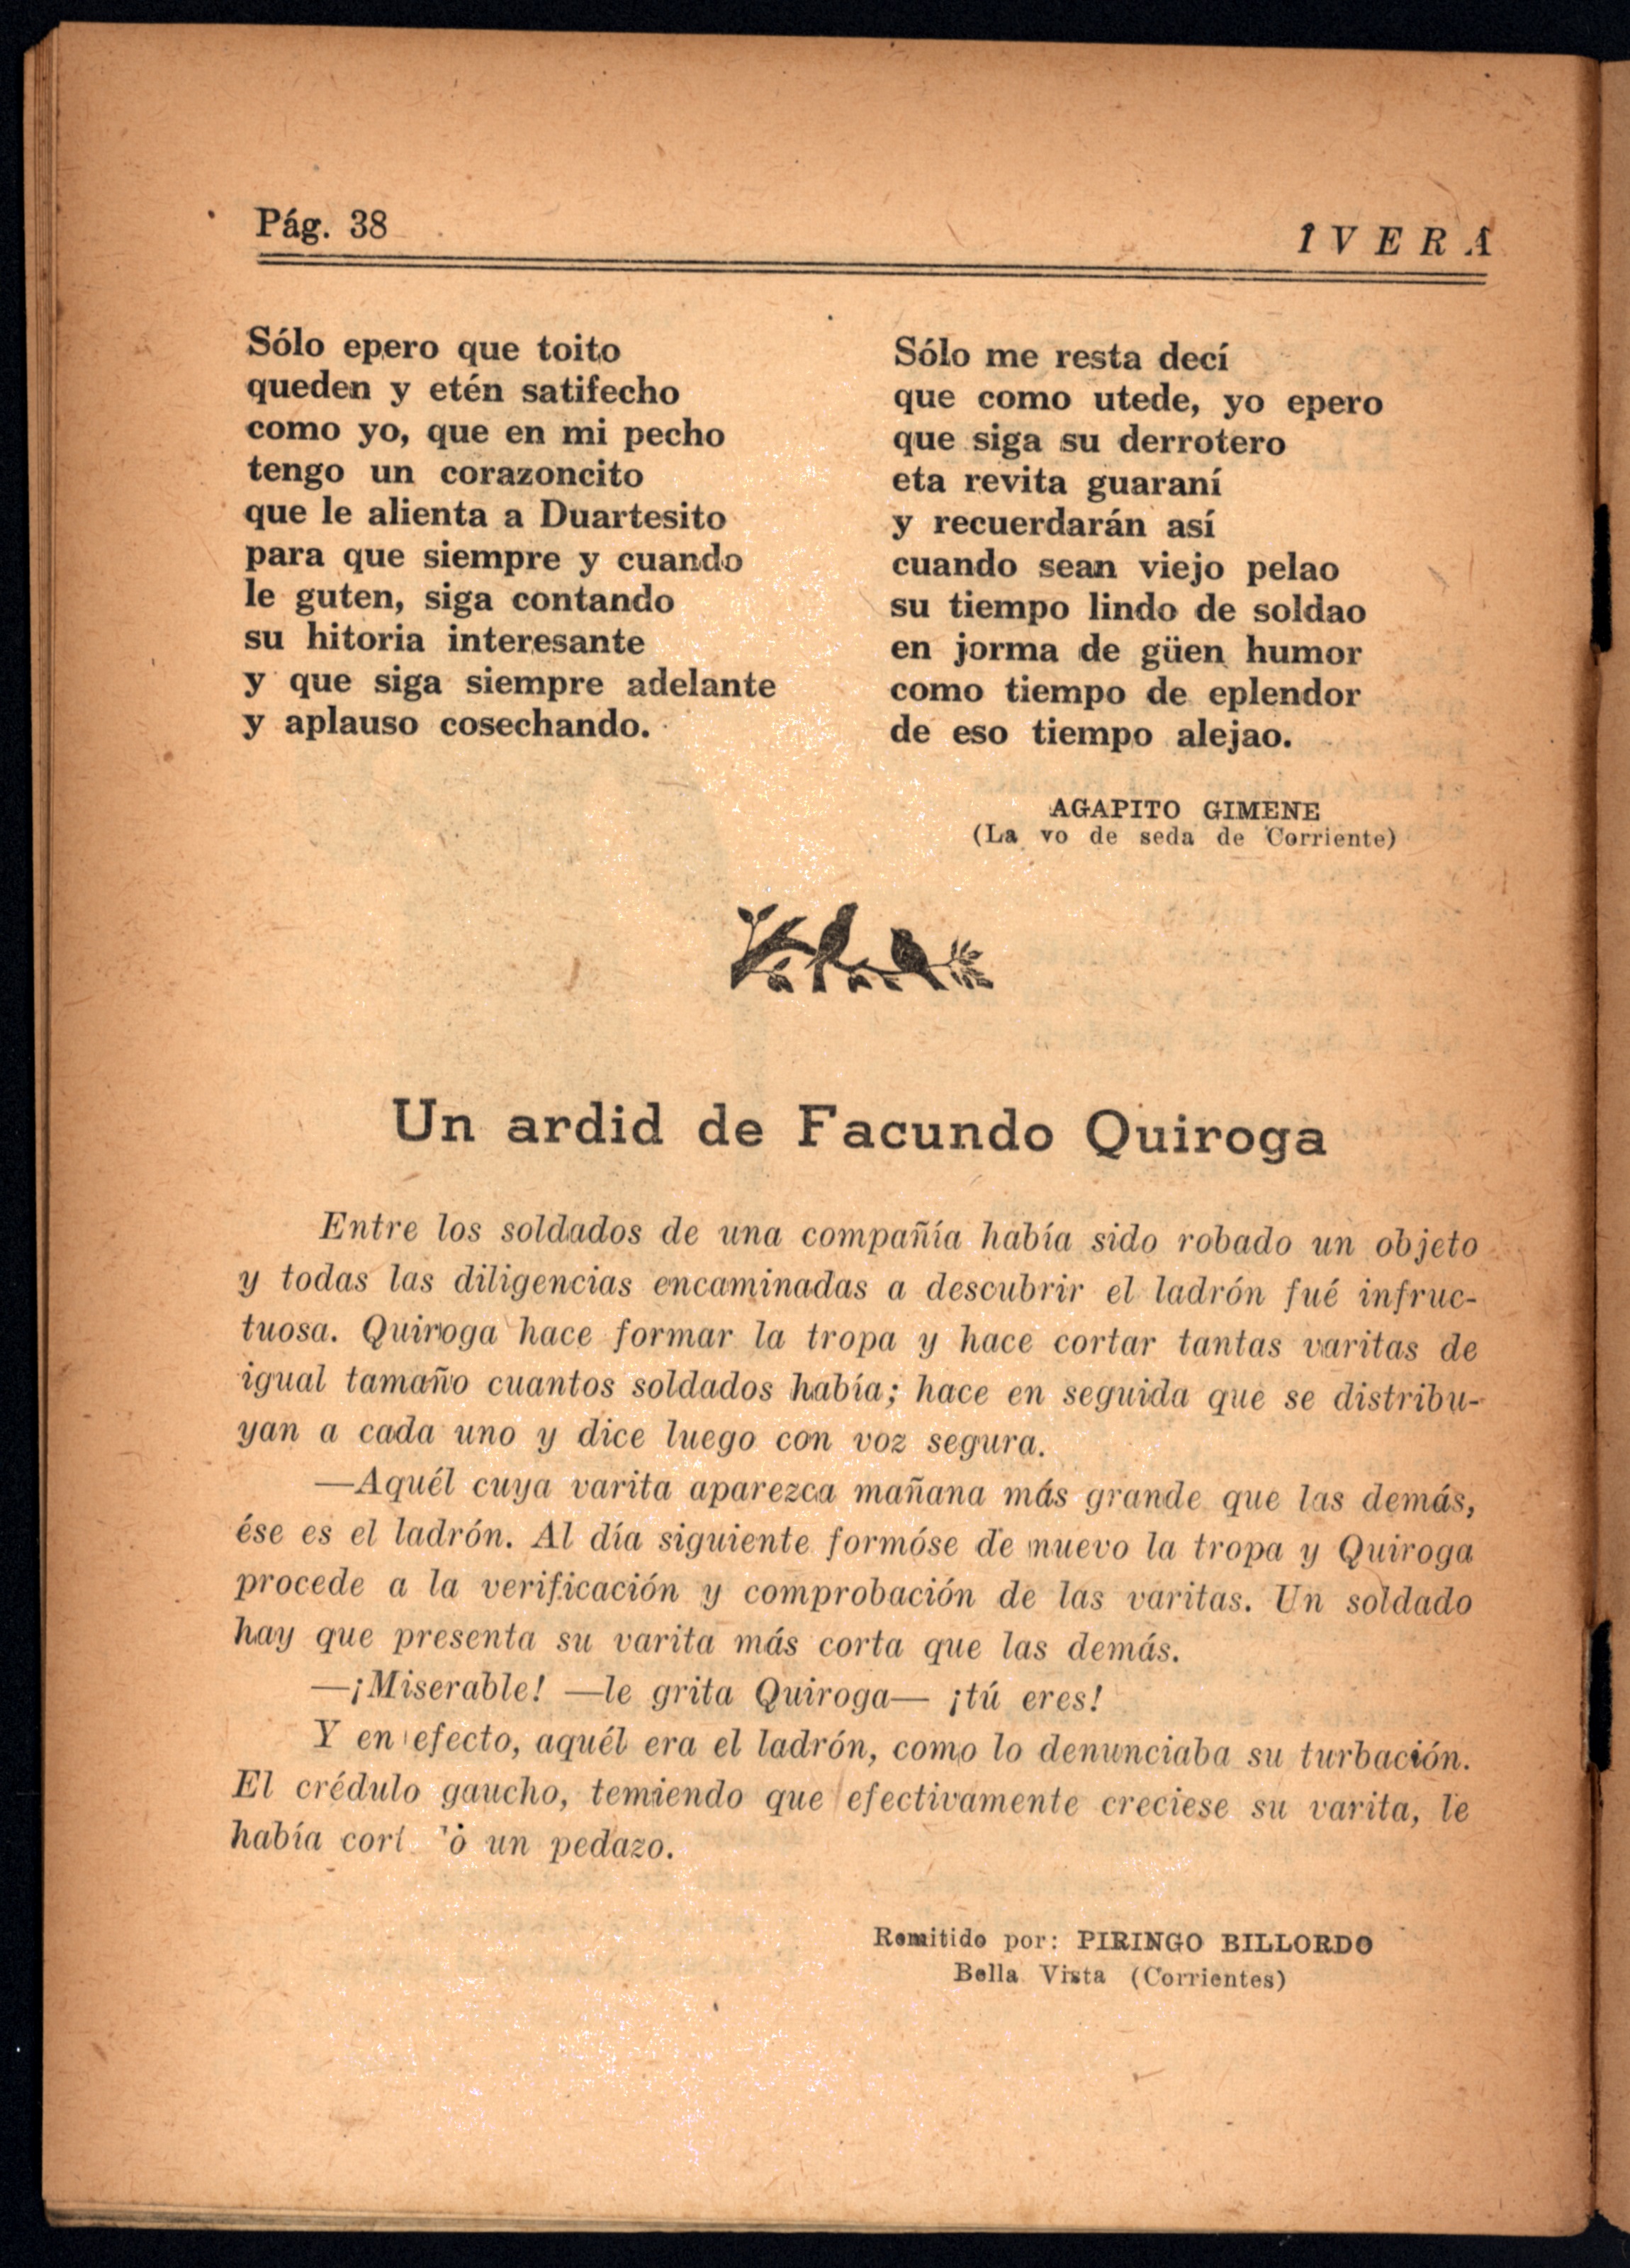 Pág. 38
ÎVERÁ
Sólo epero que toito
queden y etén satifecho
como yo, que en mi pecho
tengo un corazoncito
que le alienta a Duartesito
para que siempre y cuando
le guten, siga contando
su hitoria interesante
y que siga siempre adelante
y aplauso cosechando.
Sólo me resta decí
que como utede, yo epero
que siga su derrotero
eta revita guaraní
y recuerdarán así
cuando sean viejo pelao
su tiempo lindo de soldao
en jorma de güen humor
como tiempo de eplendor
de eso tiempo alejao.
AGAPITO GIMENE
(La vo de seda de Corriente)
Un ardid de Facundo Quiroga
Entre los soldados de una compañía había sido robado un objeto
y todas las diligencias encaminadas a descubrir el ladrón fué infruc-
tuosa. Quiroga hace formar la tropa y hace cortar tantas varitas de
igual tamaño cuantos soldados había; hace en seguida que se distribu-
yan a cada uno y dice luego con voz segura.
—Aquél cuya varita aparezca mañana más grande que las demás,
ése es el ladrón. Al día siguiente formóse de nuevo la tropa y Quiroga
procede a la verificación y comprobación de las varitas. Un soldado
hay que presenta su varita más corta que las demás.
—¡Miserable! —le grita Quiroga— ¡tú eres!
Y en efecto, aquél era el ladrón, como lo denunciaba su turbación.
El crédulo gaucho, temiendo que efectivamente creciese su varita, le
había un pedazo.
Remitido por: PIRINGO BILLORDO
Bella Vista (Corrientes)